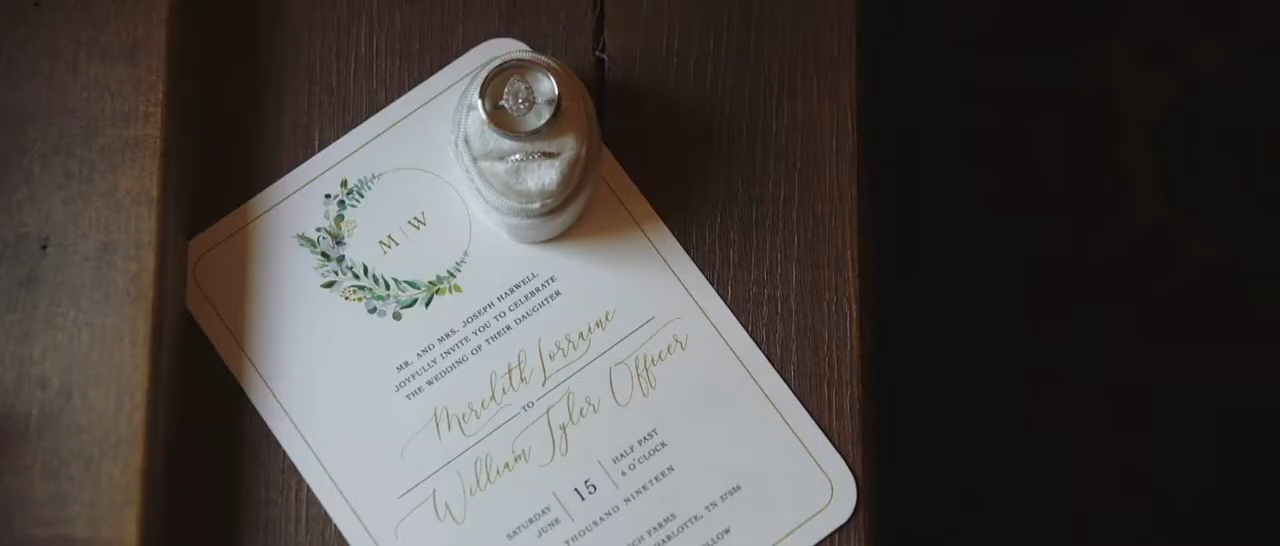 M | W
MR. AND MRS. JOSEPH HARWELL
JOYFULLY INVITE YOU TO CELEBRATE
THE WEDDING OF THEIR DAUGHTER
Meredith Lorraine
TO
William Tyler Officer
SATURDAY JUNE
15
HALF PAST
6 O'CLOCK
THOUSAND NINETEEN
FARMS
CHARLOTTE, TN 37036